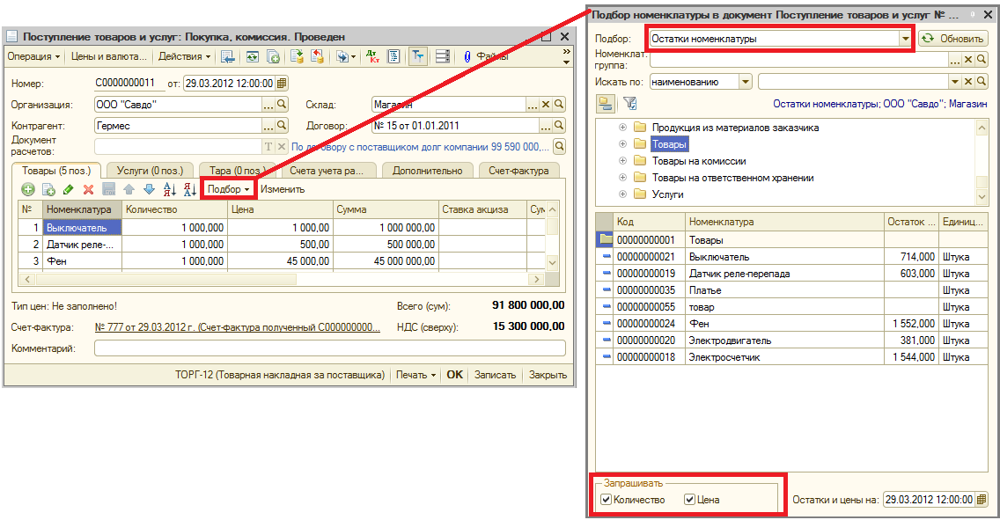 Поступление товаров и услуг: Покупка, комиссия. Проведен
Операция Цены и валюта... Действия Файлы
Номер: С0000000011 от: 29.03.2012 12:00:00
Организация: ООО "Савдо" Склад: Магазин
Контрагент: Гермес Договор: № 15 от 01.01.2011
Документ
расчетов: По договору с поставщиком долг компании 99 590 000,...
Товары (5 поз.) Услуги (0 поз.) Тара (0 поз.) Счета учета ра... Дополнительно Счет-фактура
Подбор Изменить
№ Номенклатура Количество Цена Сумма Ставка акциза Сум
1 Выключатель 1 000,000 1 000,00 1 000 000,00
2 Датчик реле-... 1 000,000 500,00 500 000,00
3 Фен 1 000,000 45 000,00 45 000 000,00
Тип цен: Не заполнено! Всего (сум): 91 800 000,00
Счет-фактура: № 777 от 29.03.2012 г. (Счет-фактура полученный С000000000... НДС (сверху): 15 300 000,00
Комментарий:
ТОРГ-12 (Товарная накладная за поставщика) Печать OK Записать Закрыть
Подбор номенклатуры в документ Поступление товаров и услуг № ...
Подбор: Остатки номенклатуры Обновить
Номенклат.
группа:
Искать по: наименованию
Остатки номенклатуры; ООО "Савдо"; Магазин
Продукция из материалов заказчика
Товары
Товары на комиссии
Товары на ответственном хранении
Услуги
Код Номенклатура Остаток ... Единиц...
00000000001 Товары
00000000021 Выключатель 714,000 Штука
00000000019 Датчик реле-перепада 603,000 Штука
00000000035 Платье Штука
00000000055 товар Штука
00000000024 Фен 1 552,000 Штука
00000000020 Электродвигатель 381,000 Штука
00000000018 Электросчетчик 1 544,000 Штука
Запрашивать
Количество Цена Остатки и цены на: 29.03.2012 12:00:00